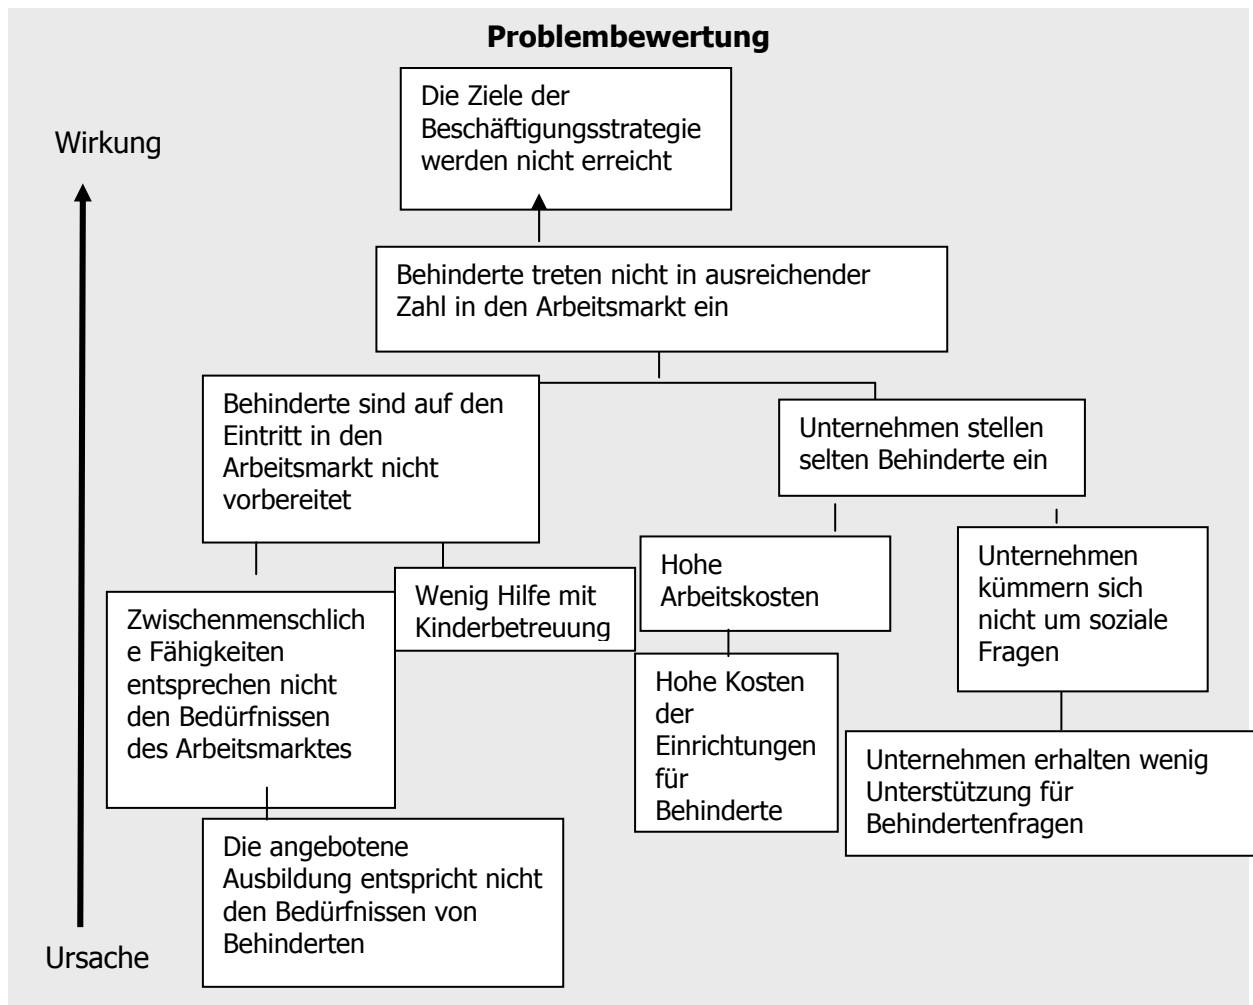 Problembewertung
Die Ziele der
Beschäftigungsstrategie
werden nicht erreicht
Wirkung
Behinderte treten nicht in ausreichender
Zahl in den Arbeitsmarkt ein
Behinderte sind auf den
Eintritt in den
Arbeitsmarkt nicht
vorbereitet
Unternehmen stellen
selten Behinderte ein
Zwischenmenschlich
e Fähigkeiten
entsprechen nicht
den Bedürfnissen
des Arbeitsmarktes
Wenig Hilfe mit
Kinderbetreuung
Hohe
Arbeitskosten
Unternehmen
kümmern sich
nicht um soziale
Fragen
Hohe Kosten
der
Einrichtungen
für
Behinderte
Unternehmen erhalten wenig
Unterstützung für
Behindertenfragen
Die angebotene
Ausbildung entspricht nicht
den Bedürfnissen von
Behinderten
Ursache